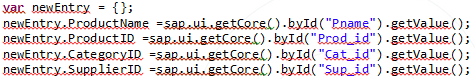 var newEntry = {};
newEntry.ProductName =sap.ui.getCore().byId("Pname").getValue();
newEntry.ProductID =sap.ui.getCore().byId("Prod_id").getValue();
newEntry.CategoryID =sap.ui.getCore().byId("Cat_id").getValue();
newEntry.SupplierID =sap.ui.getCore().byId("Sup_id").getValue();